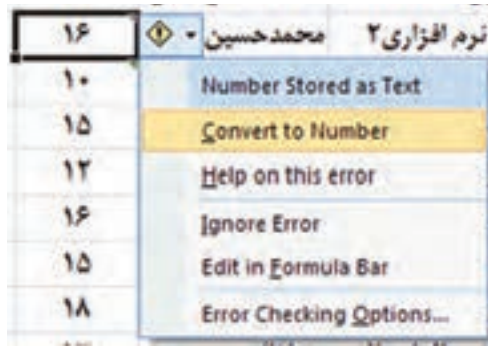 نرم افزاری۲ محمدحسین ۱۶
۱۰ Number Stored as Text
۱۵ Convert to Number
۱۲ Help on this error
۱۶ Ignore Error
۱۵ Edit in Formula Bar
۱۸ Error Checking Options...